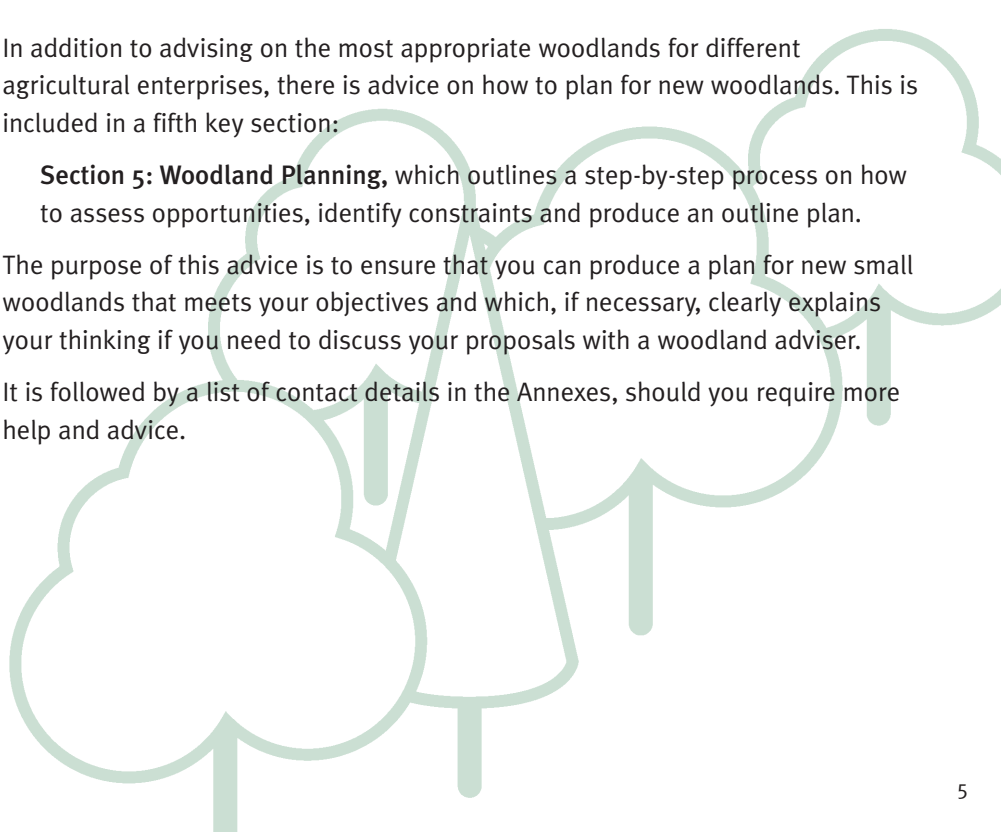 In addition to advising on the most appropriate woodlands for different
agricultural enterprises, there is advice on how to plan for new woodlands. This is
included in a fifth key section:
Section 5: Woodland Planning, which outlines a step-by-step process on how
to assess opportunities, identify constraints and produce an outline plan.
The purpose of this advice is to ensure that you can produce a plan for new small
woodlands that meets your objectives and which, if necessary, clearly explains
your thinking if you need to discuss your proposals with a woodland adviser.
It is followed by a list of contact details in the Annexes, should you require more
help and advice.
5